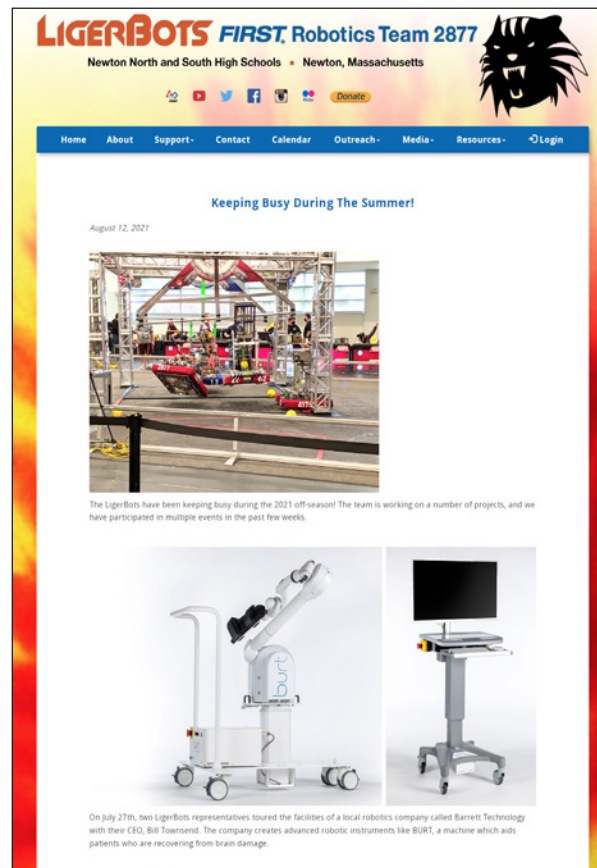 LIGERBOTS FIRST® Robotics Team 2877
Newton North and South High Schools • Newton, Massachusetts
Donate
Home About Support Contact Calendar Outreach Media Resources Login
Keeping Busy During The Summer!
August 12, 2021
2877
The LigerBots have been keeping busy during the 2021 off-season! The team is working on a number of projects, and we
have participated in multiple events in the past few weeks.
burt
On July 27th, two LigerBots representatives toured the facilities of a local robotics company called Barrett Technology
with their CEO, Bill Townsend. The company creates advanced robotic instruments like BURT, a machine which aids
patients who are recovering from brain damage.